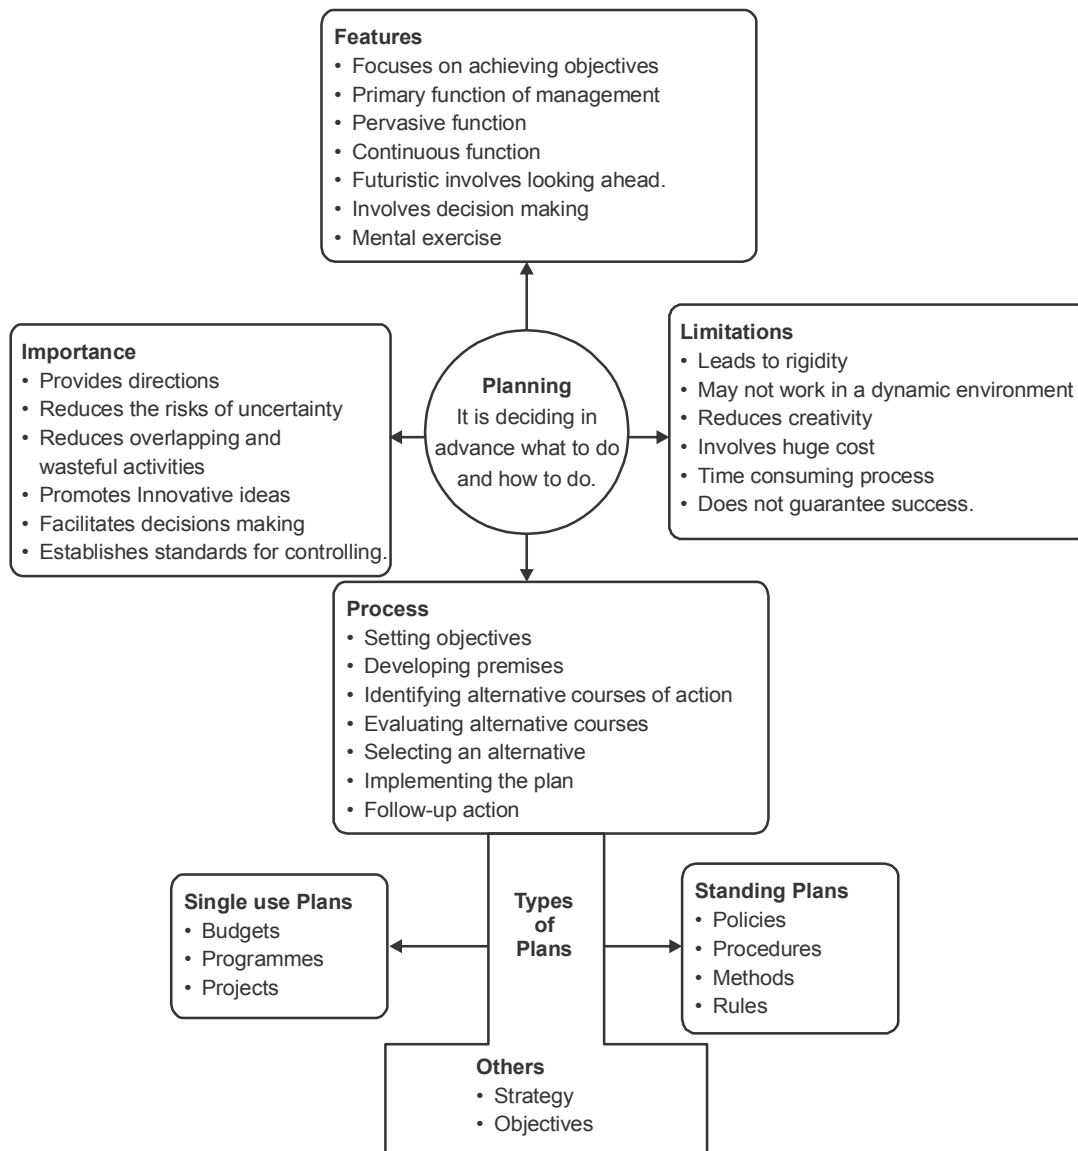 Features
• Focuses on achieving objectives
• Primary function of management
• Pervasive function
• Continuous function
• Futuristic involves looking ahead.
• Involves decision making
• Mental exercise
Importance
• Provides directions
• Reduces the risks of uncertainty
• Reduces overlapping and
wasteful activities
• Promotes Innovative ideas
• Facilitates decisions making
• Establishes standards for controlling.
Planning
It is deciding in
advance what to do
and how to do.
Limitations
• Leads to rigidity
• May not work in a dynamic environment
• Reduces creativity
• Involves huge cost
• Time consuming process
• Does not guarantee success.
Process
• Setting objectives
• Developing premises
• Identifying alternative courses of action
• Evaluating alternative courses
• Selecting an alternative
• Implementing the plan
• Follow-up action
Single use Plans
• Budgets
• Programmes
• Projects
Types
of
Plans
Standing Plans
• Policies
• Procedures
• Methods
• Rules
Others
• Strategy
• Objectives